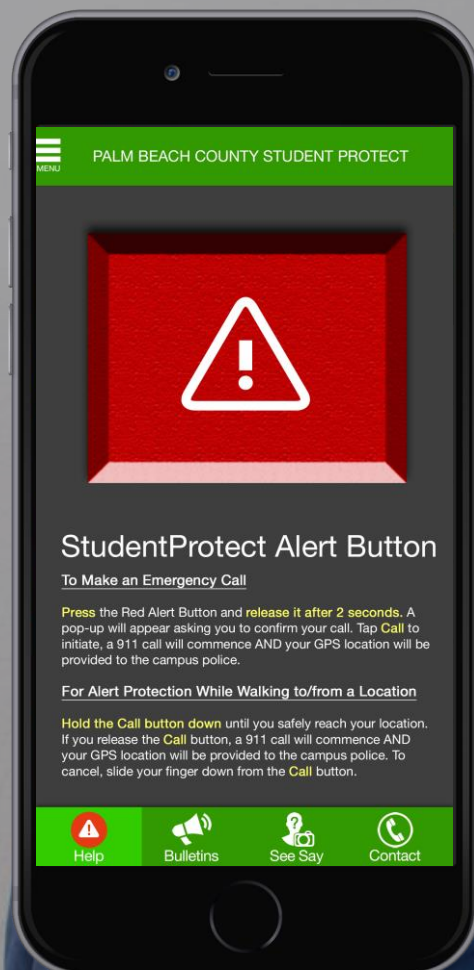 MENU
PALM BEACH COUNTY STUDENT PROTECT
!
StudentProtect Alert Button
To Make an Emergency Call
Press the Red Alert Button and release it after 2 seconds. A
pop-up will appear asking you to confirm your call. Tap Call to
initiate, a 911 call will commence AND your GPS location will be
provided to the campus police.
For Alert Protection While Walking to/from a Location
Hold the Call button down until you safely reach your location.
If you release the Call button, a 911 call will commence AND
your GPS location will be provided to the campus police. To
cancel, slide your finger down from the Call button.
Help
Bulletins
See Say
Contact